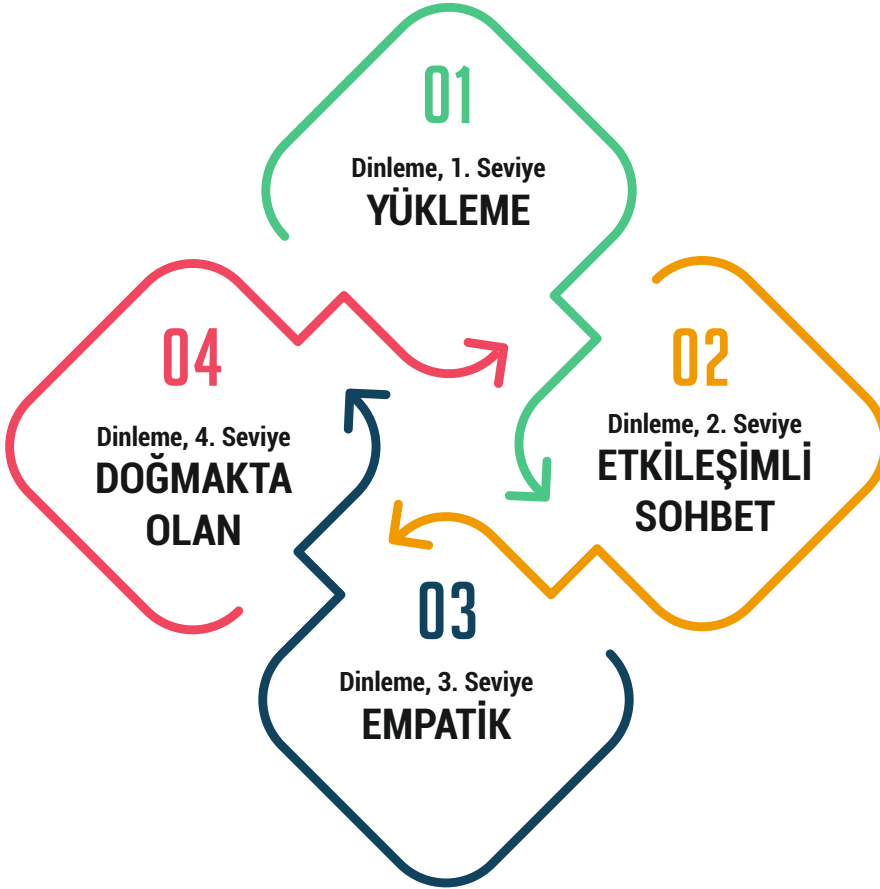 01
Dinleme, 1. Seviye
YÜKLEME
02
Dinleme, 2. Seviye
ETKİLEŞİMLİ
SOHBET
03
Dinleme, 3. Seviye
EMPATİK
04
Dinleme, 4. Seviye
DOĞMAKTA
OLAN